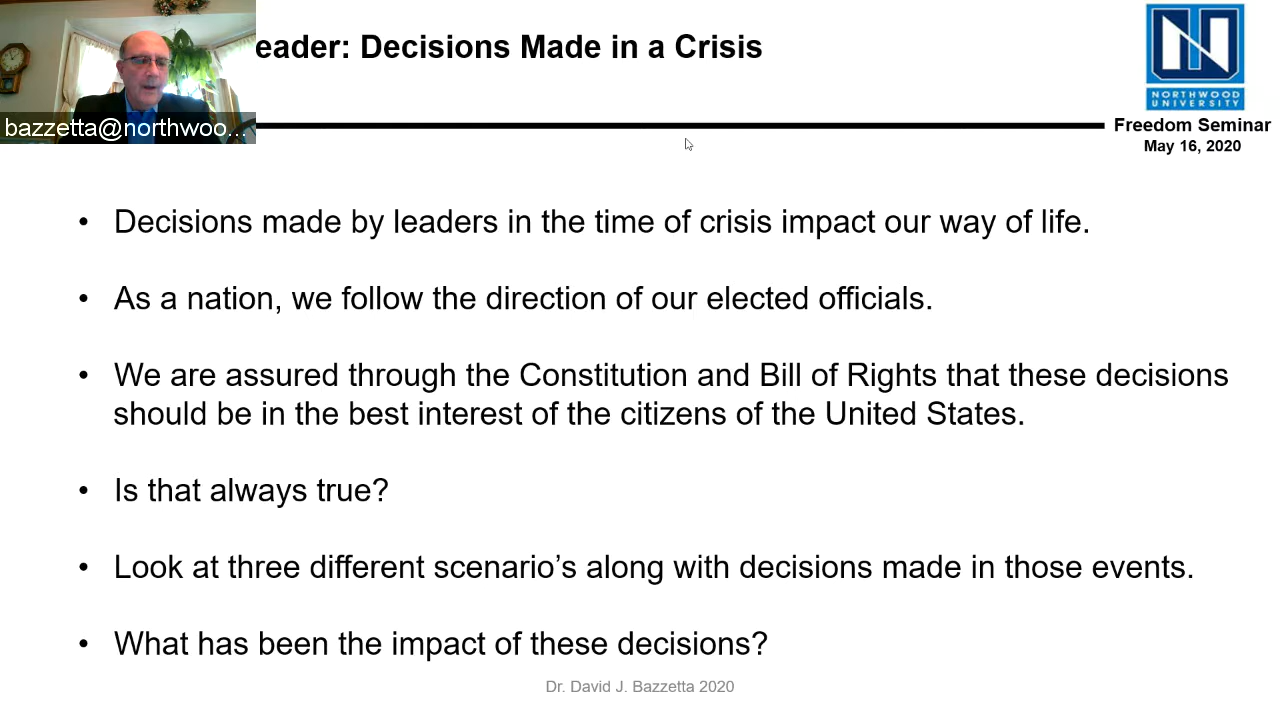 eader: Decisions Made in a Crisis
bazzetta@northwoo...
NORTHWOOD
UNIVERSITY
Freedom Seminar
May 16, 2020
• Decisions made by leaders in the time of crisis impact our way of life.
• As a nation, we follow the direction of our elected officials.
• We are assured through the Constitution and Bill of Rights that these decisions
should be in the best interest of the citizens of the United States.
• Is that always true?
• Look at three different scenario’s along with decisions made in those events.
• What has been the impact of these decisions?
Dr. David J. Bazzetta 2020